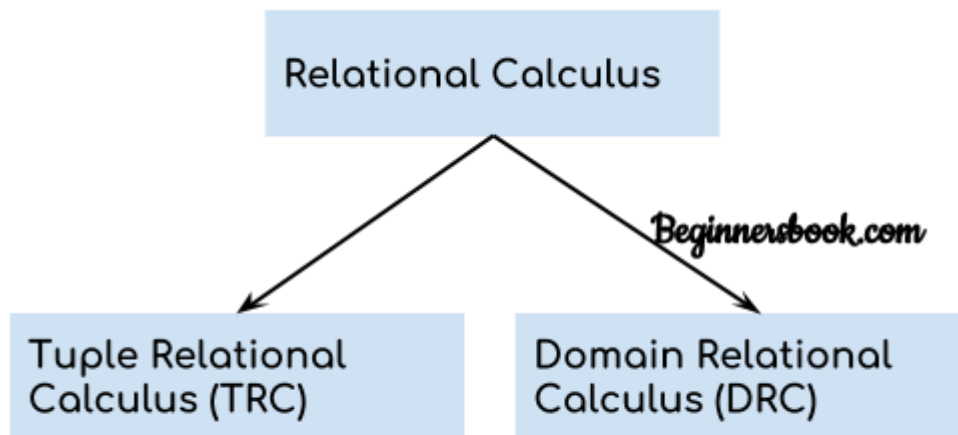 Relational Calculus
Beginnersbook.com
Tuple Relational
Calculus (TRC)
Domain Relational
Calculus (DRC)